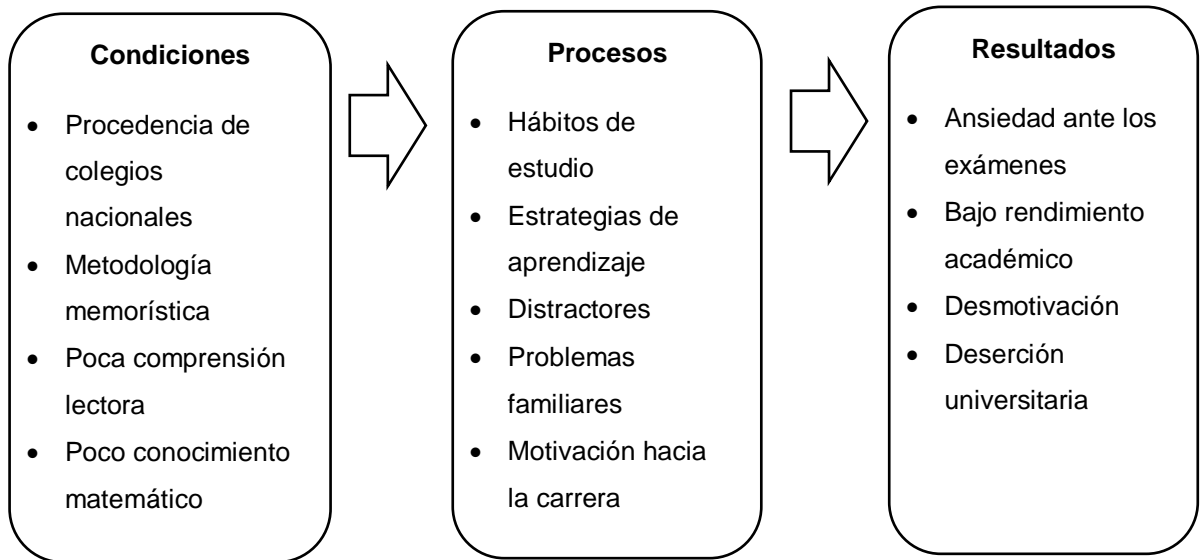 Condiciones
• Procedencia de
colegios
nacionales
• Metodología
memorística
• Poca comprensión
lectora
• Poco conocimiento
matemático
Procesos
• Hábitos de
estudio
• Estrategias de
aprendizaje
• Distractores
• Problemas
familiares
• Motivación hacia
la carrera
Resultados
• Ansiedad ante los
exámenes
• Bajo rendimiento
académico
• Desmotivación
• Deserción
universitaria